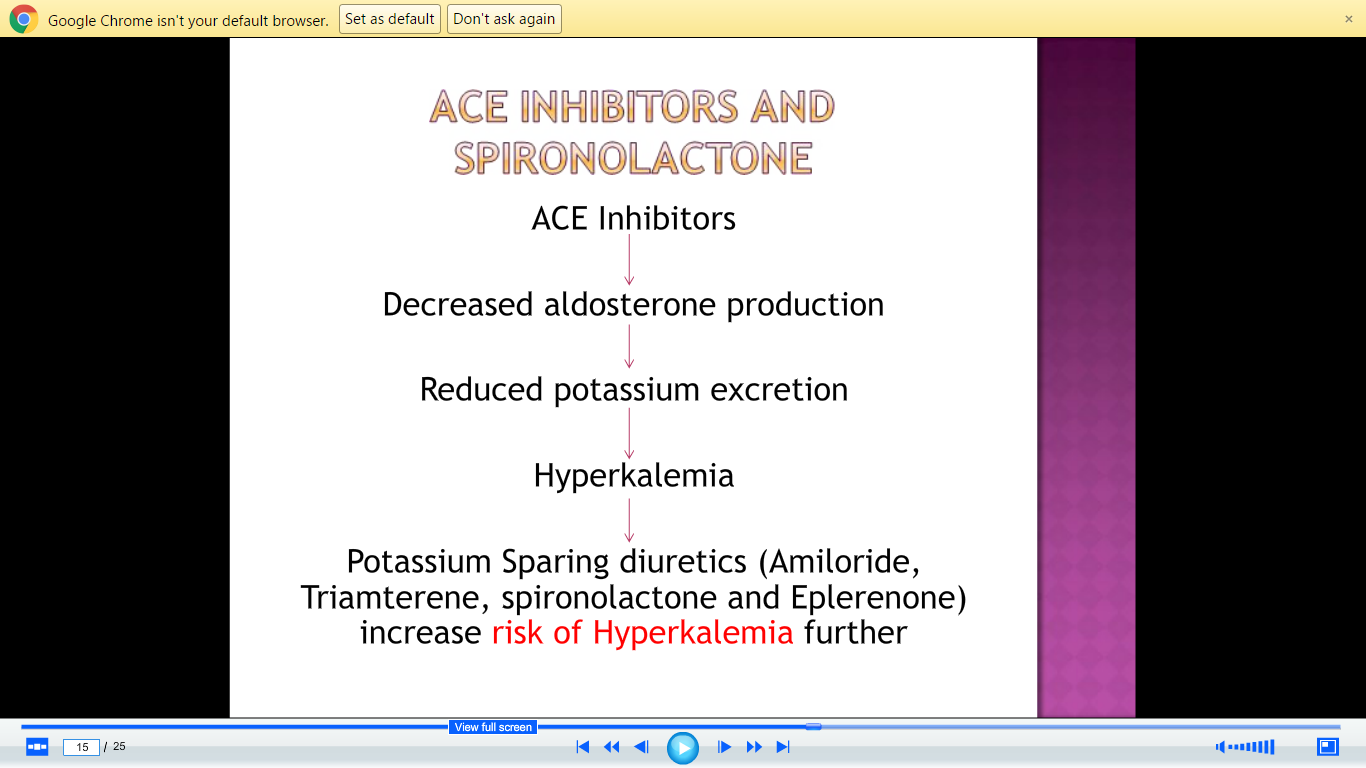 Google Chrome isn't your default browser. Set as default Don't ask again ×
ACE INHIBITORS AND
SPIRONOLACTONE
ACE Inhibitors
Decreased aldosterone production
Reduced potassium excretion
Hyperkalemia
Potassium Sparing diuretics (Amiloride,
Triamterene, spironolactone and Eplerenone)
increase risk of Hyperkalemia further
View full screen
15 / 25